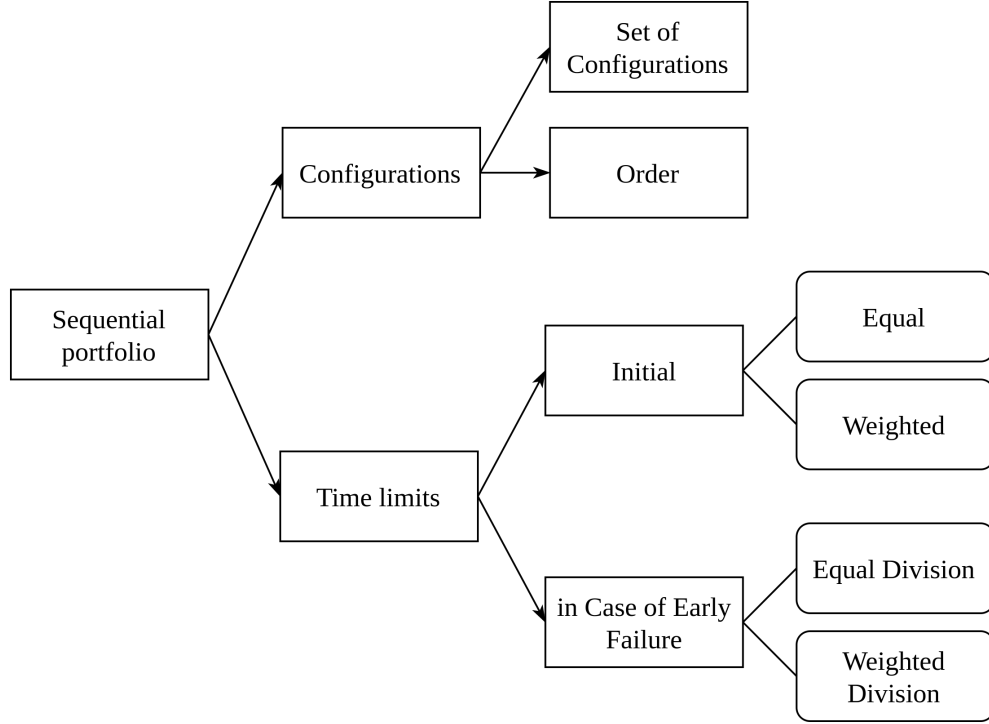 Set of
Configurations
Configurations
Order
Sequential
portfolio
Equal
Initial
Weighted
Time limits
Equal Division
in Case of Early
Failure
Weighted
Division